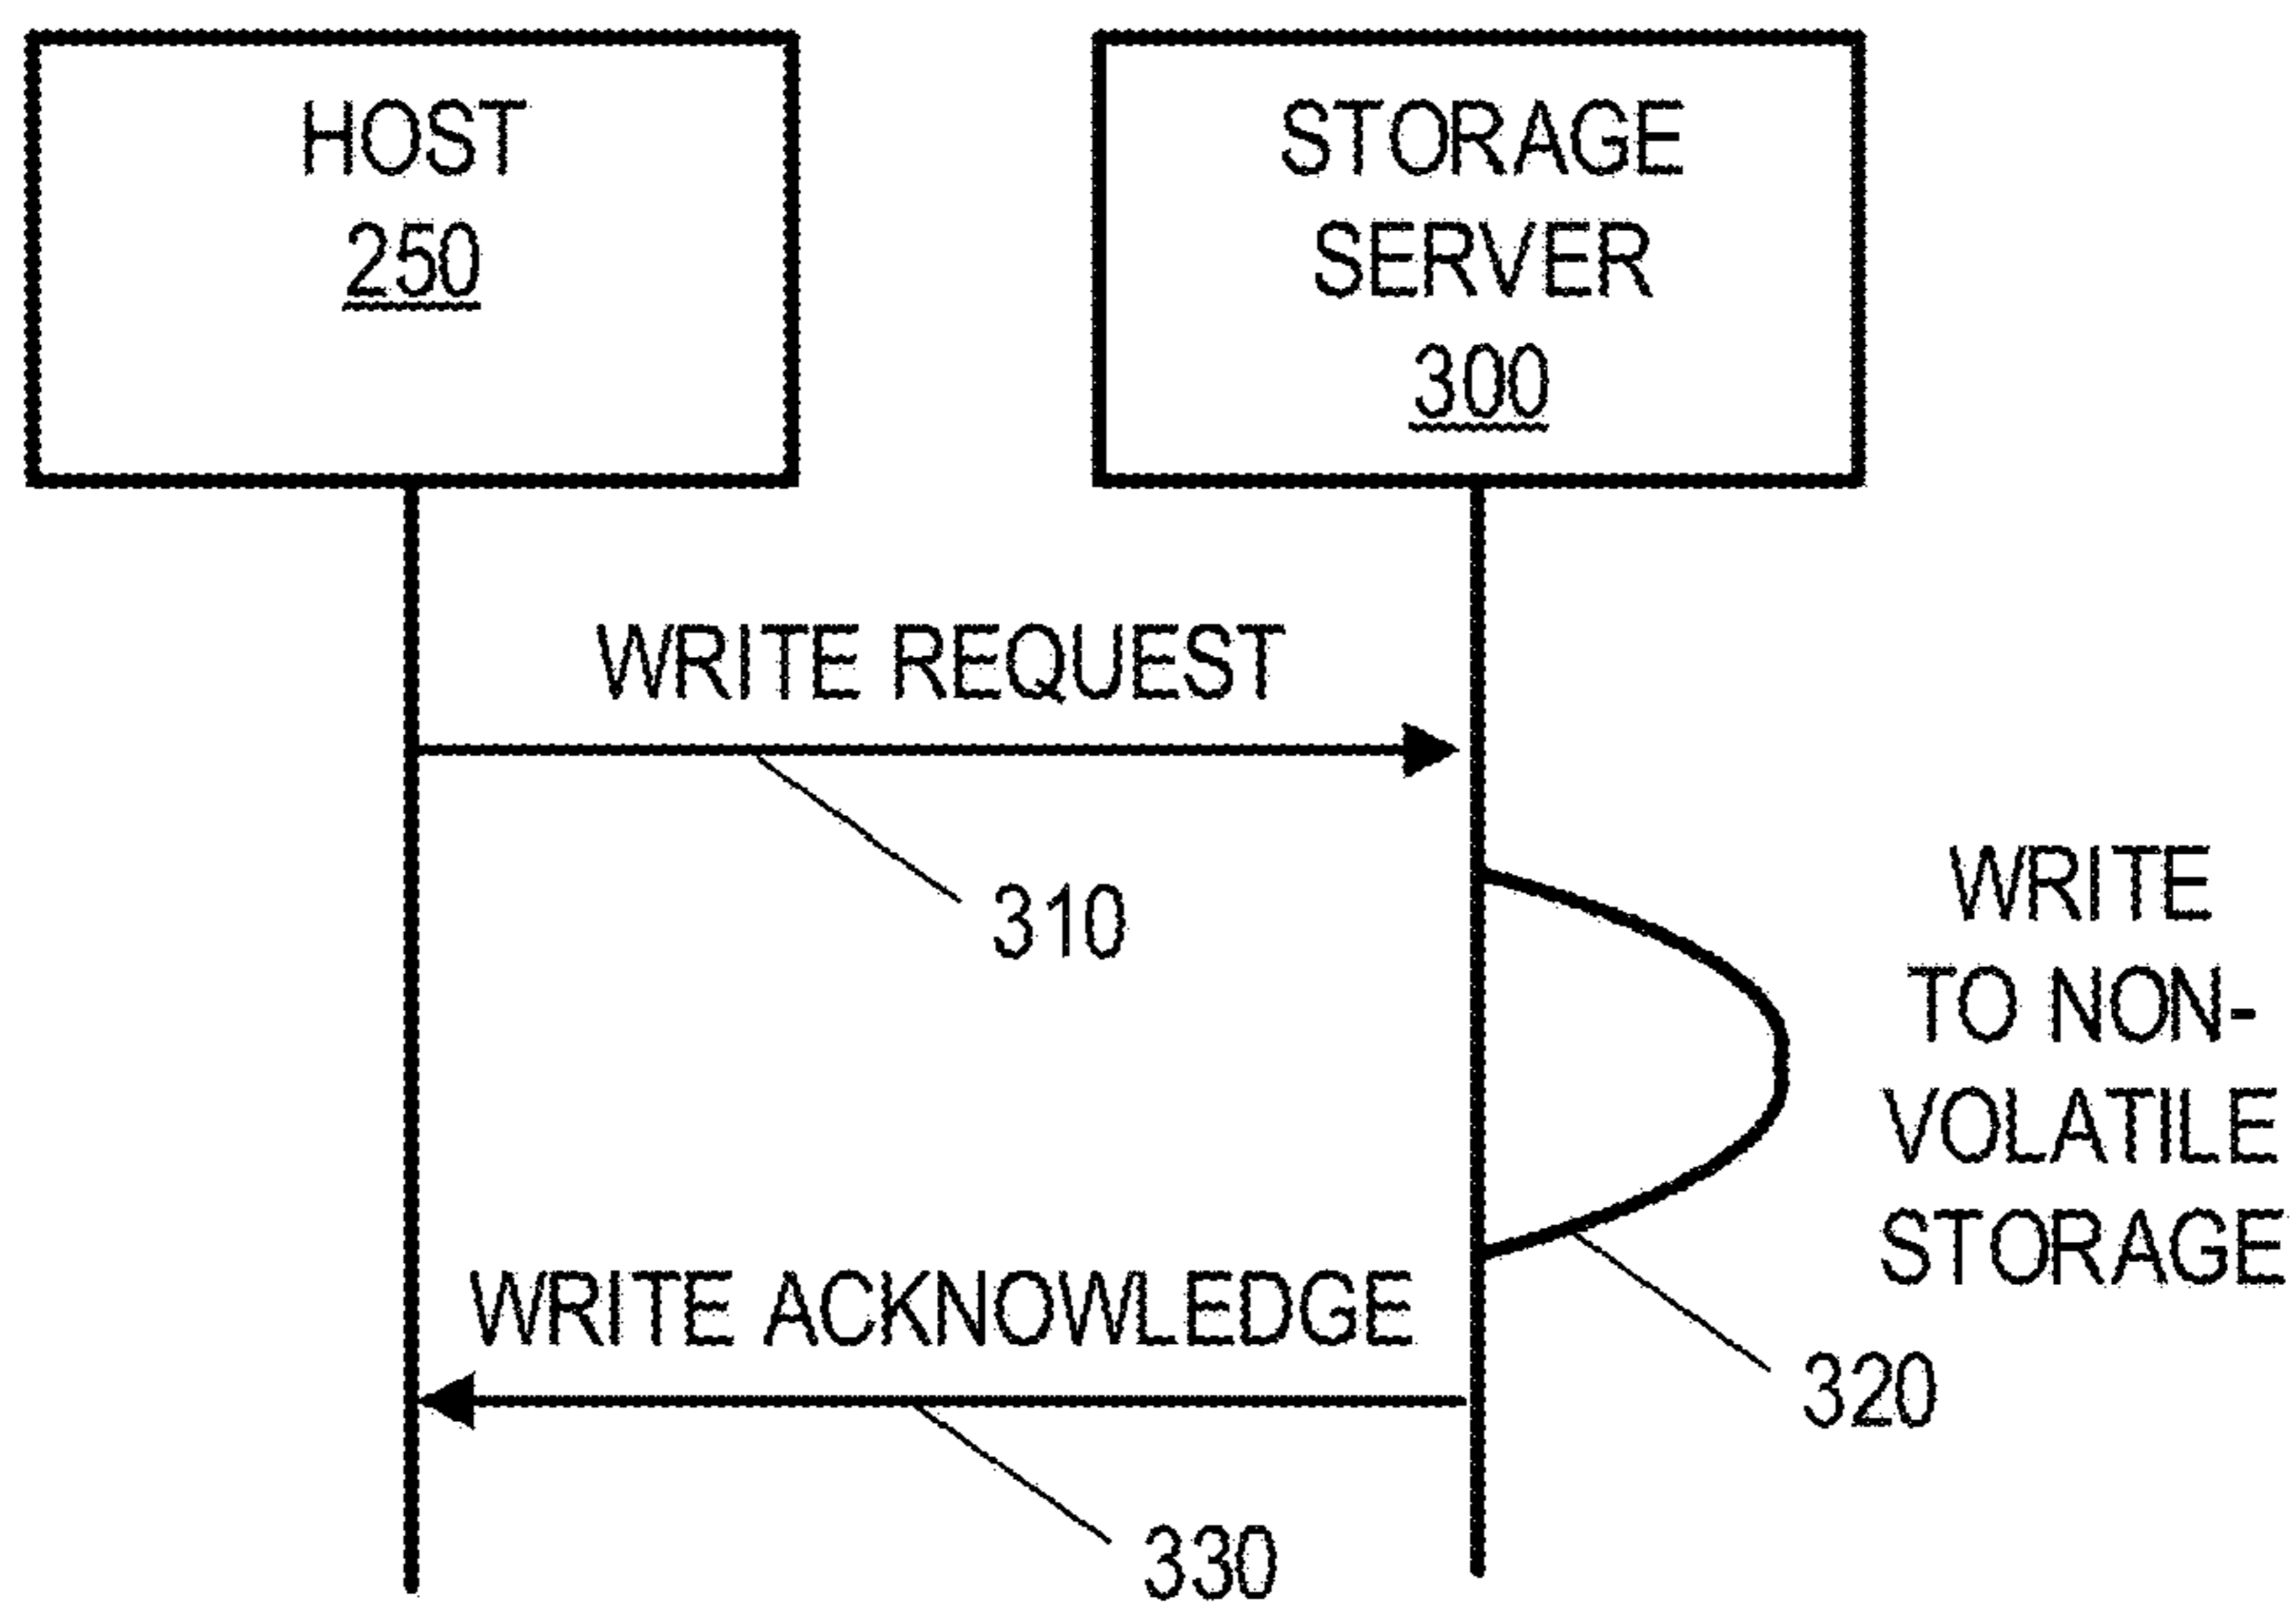 HOST
250
STORAGE
SERVER
300
WRITE REQUEST
310
WRITE
TO NON-
VOLATILE
STORAGE
WRITE ACKNOWLEDGE
320
330